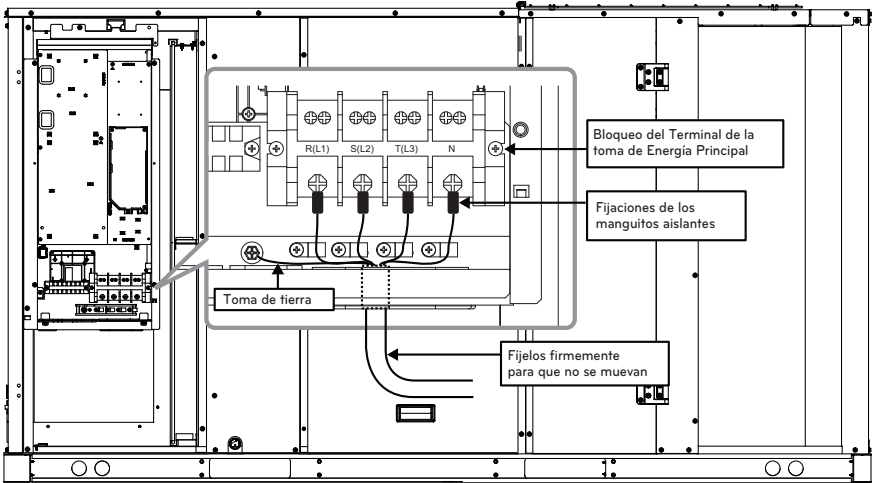 R(L1) S(L2) T(L3) N
Bloqueo del Terminal de la
toma de Energía Principal
Fijaciones de los
manguitos aislantes
Toma de tierra
Fíjelos firmemente
para que no se muevan